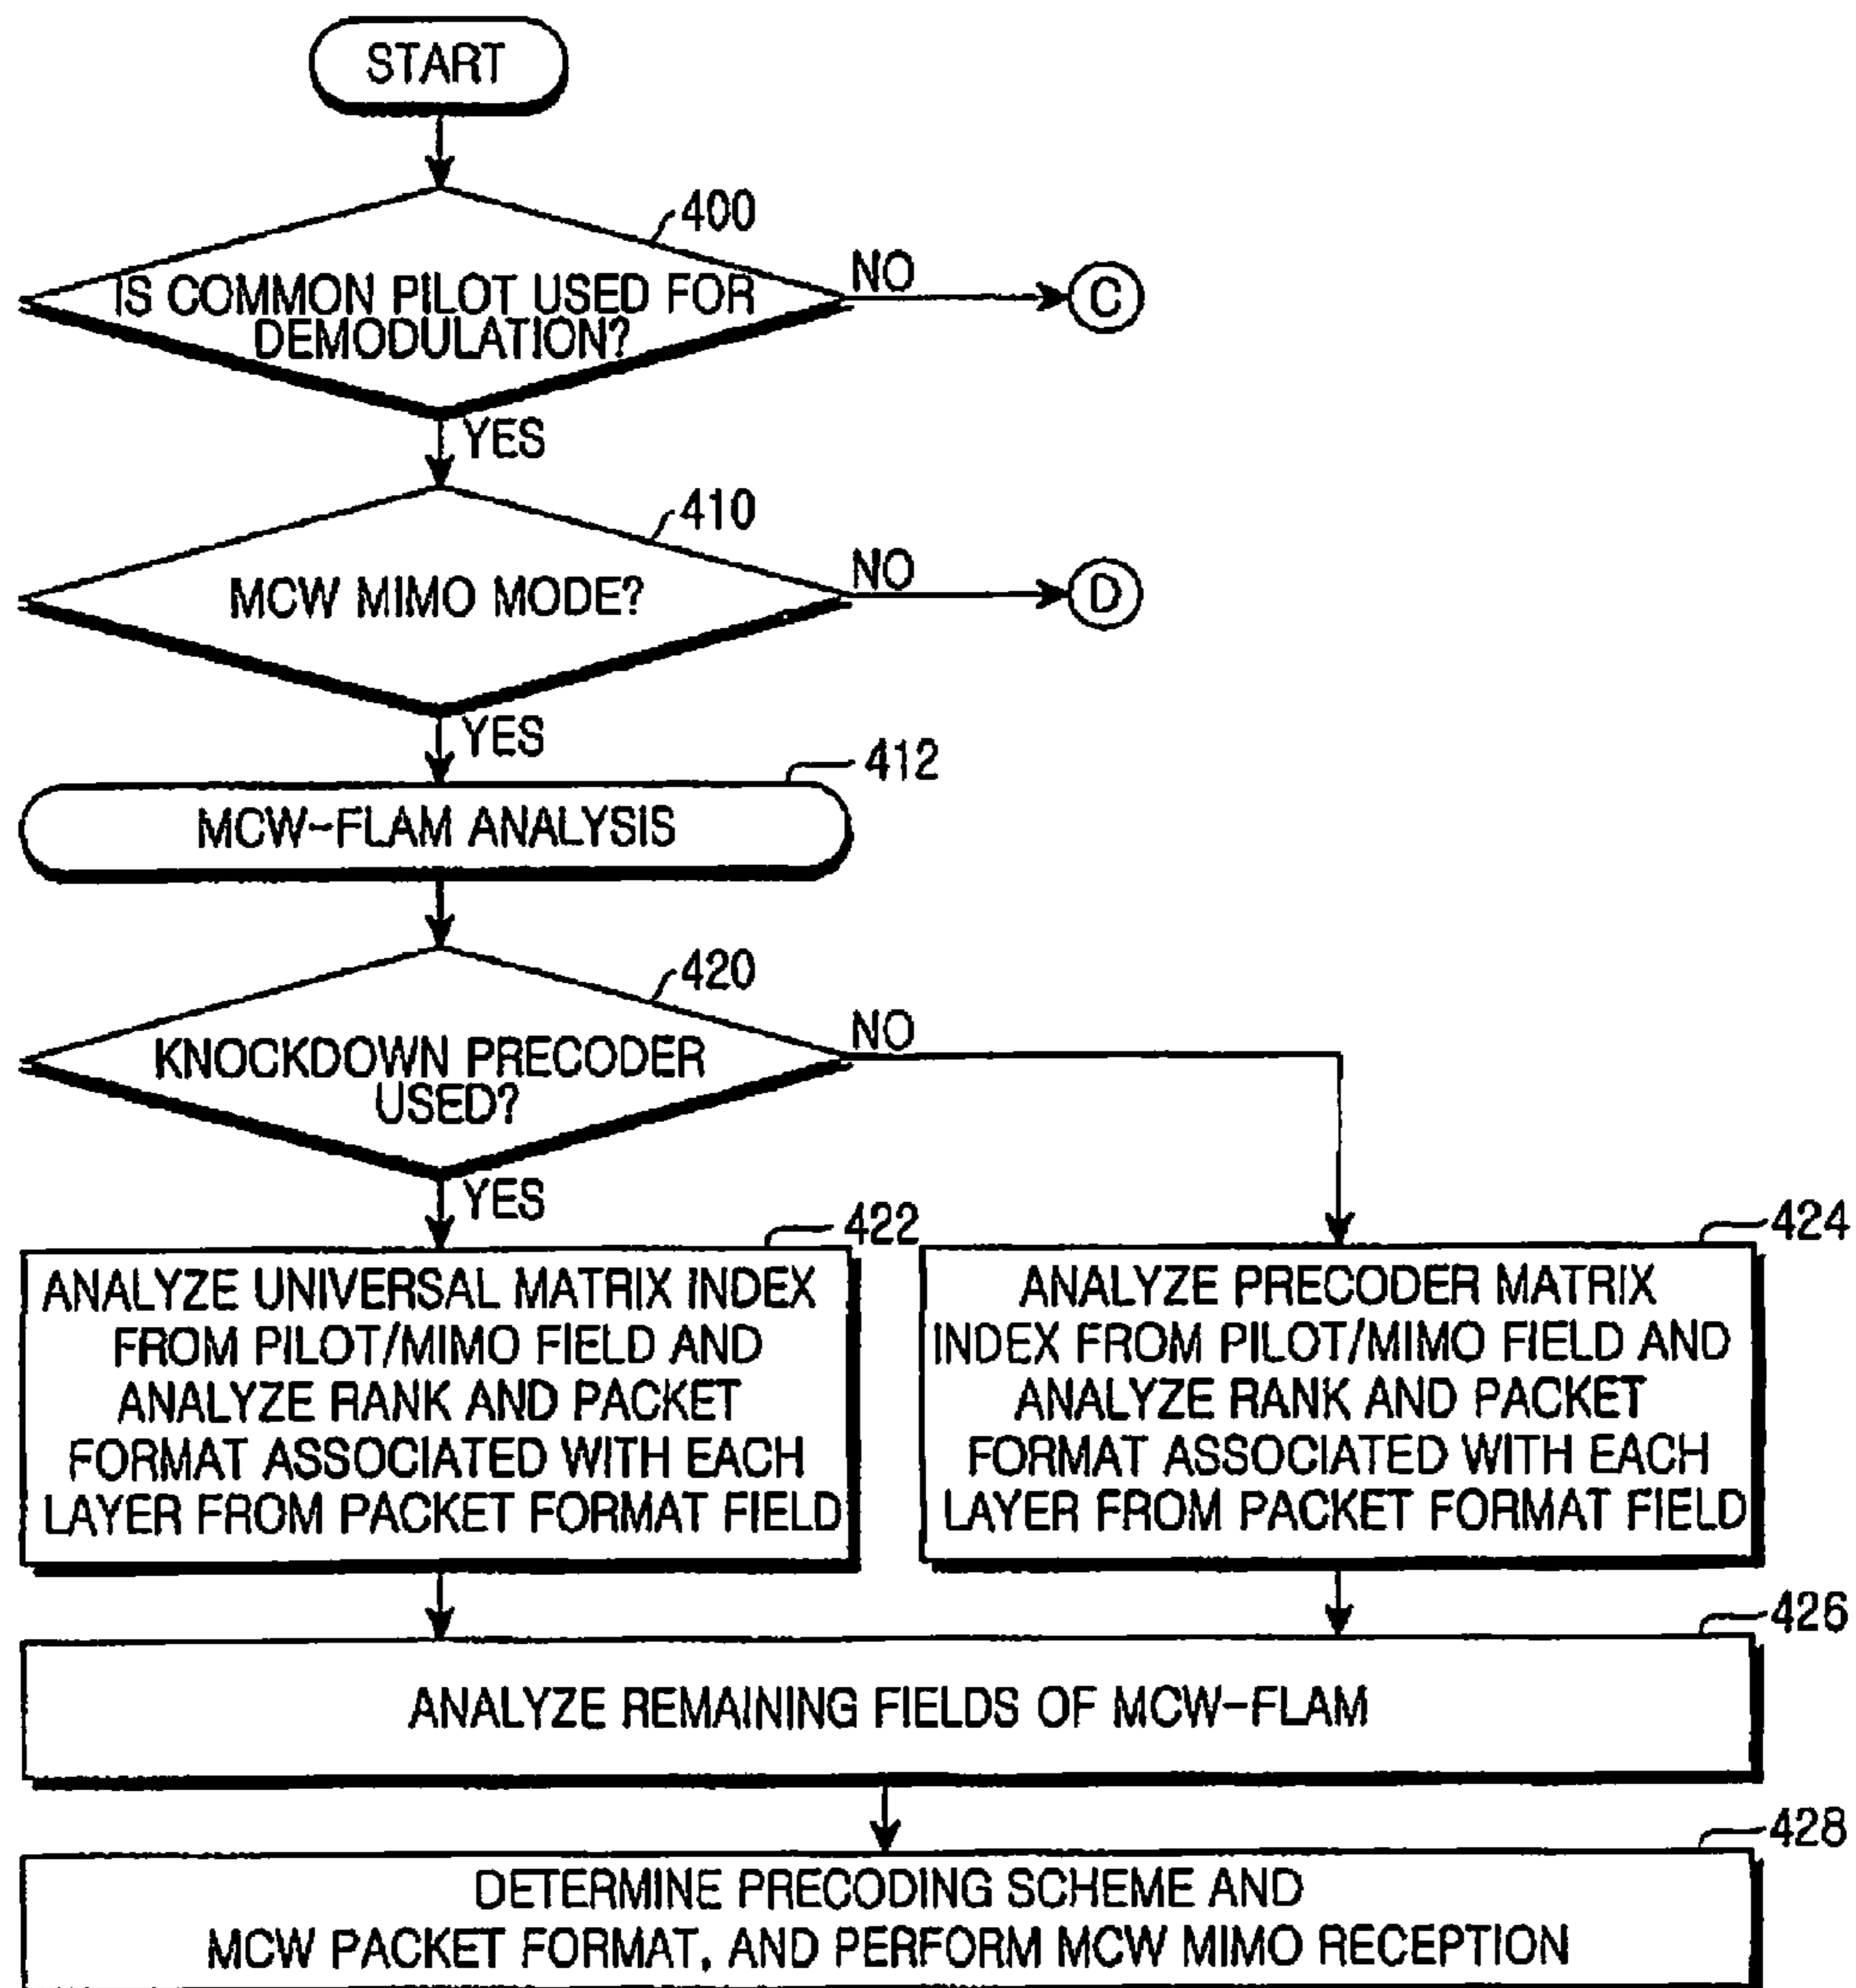 START
400
IS COMMON PILOT USED FOR
DEMODULATION?
NO
C
YES
410
MCW MIMO MODE?
NO
D
YES
412
MCW-FLAM ANALYSIS
420
KNOCKDOWN PRECODER
USED?
NO
YES
422
ANALYZE UNIVERSAL MATRIX INDEX
FROM PILOT/MIMO FIELD AND
ANALYZE RANK AND PACKET
FORMAT ASSOCIATED WITH EACH
LAYER FROM PACKET FORMAT FIELD
424
ANALYZE PRECODER MATRIX
INDEX FROM PILOT/MIMO FIELD AND
ANALYZE RANK AND PACKET
FORMAT ASSOCIATED WITH EACH
LAYER FROM PACKET FORMAT FIELD
426
ANALYZE REMAINING FIELDS OF MCW-FLAM
428
DETERMINE PRECODING SCHEME AND
MCW PACKET FORMAT, AND PERFORM MCW MIMO RECEPTION